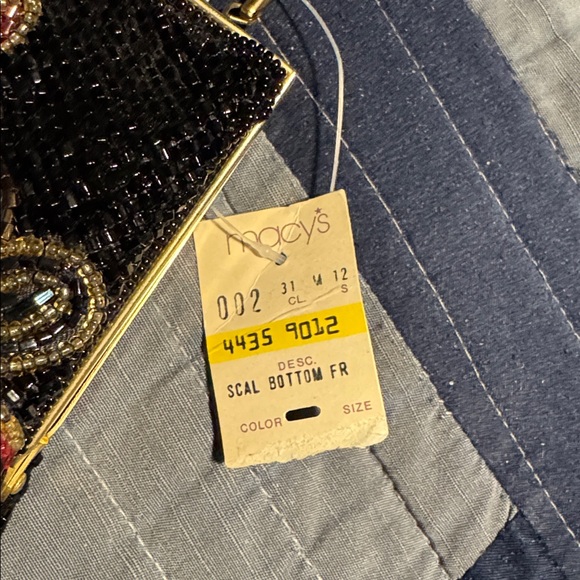 macy's
002 31 M 12
CL. S
4435 9012
DESC.
SCAL BOTTOM FR
COLOR SIZE